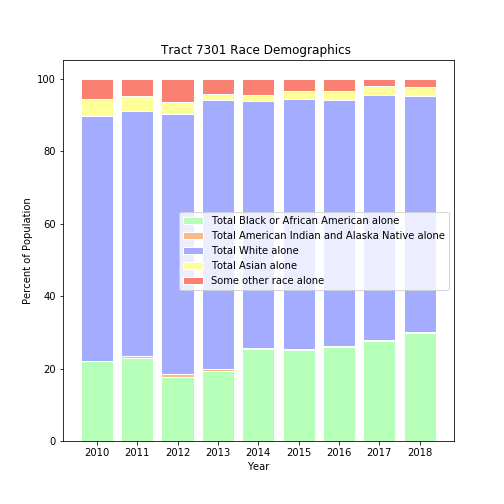 Tract 7301 Race Demographics
100
80
60
40
20
0
Percent of Population
Total Black or African American alone
Total American Indian and Alaska Native alone
Total White alone
Total Asian alone
Some other race alone
2010 2011 2012 2013 2014 2015 2016 2017 2018
Year